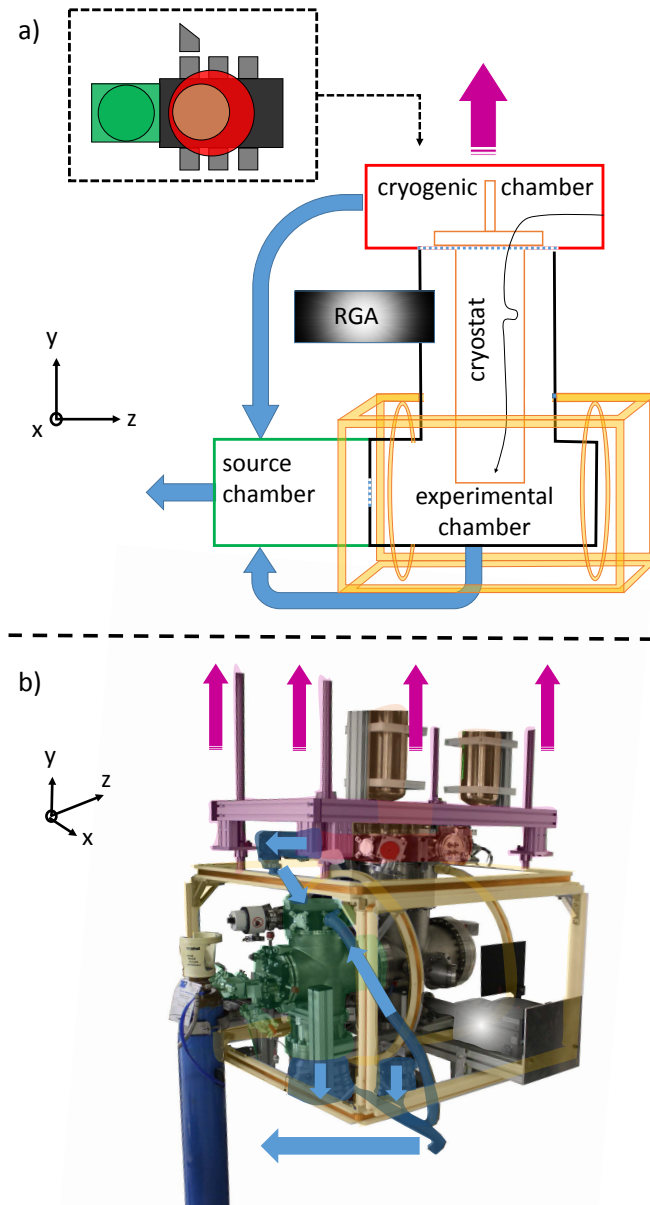 a)
cryogenic chamber
RGA
cryostat
y
x
z
source
chamber
experimental
chamber
b)
y
z
x